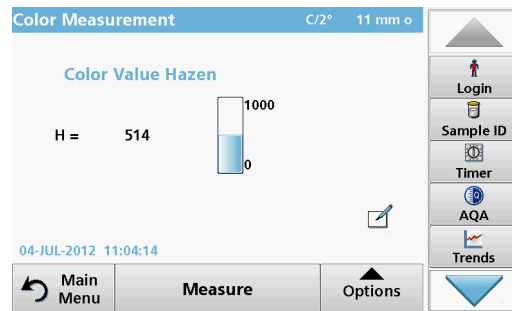 Color Measurement C/2° 11 mm o
Color Value Hazen
1000
H = 514
0
04-JUL-2012 11:04:14
Main Menu
Measure
Options
Login
Sample ID
Timer
AQA
Trends